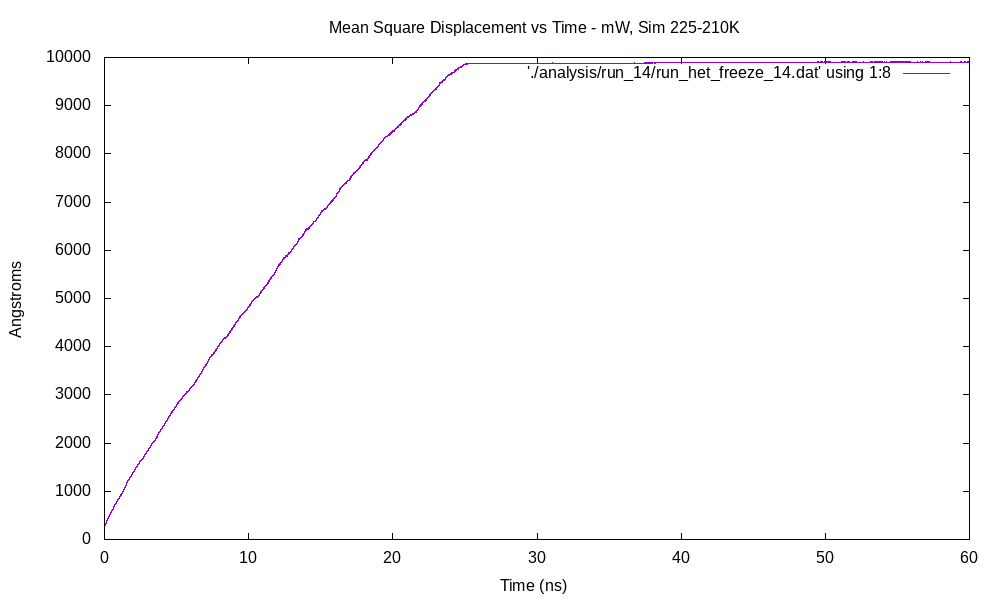 Mean Square Displacement vs Time - mW, Sim 225-210K
10000
'./analysis/run_14/run_het_freeze_14.dat' using 1:8
9000
8000
7000
6000
5000
4000
3000
2000
1000
0
Angstroms
0 10 20 30 40 50 60
Time (ns)